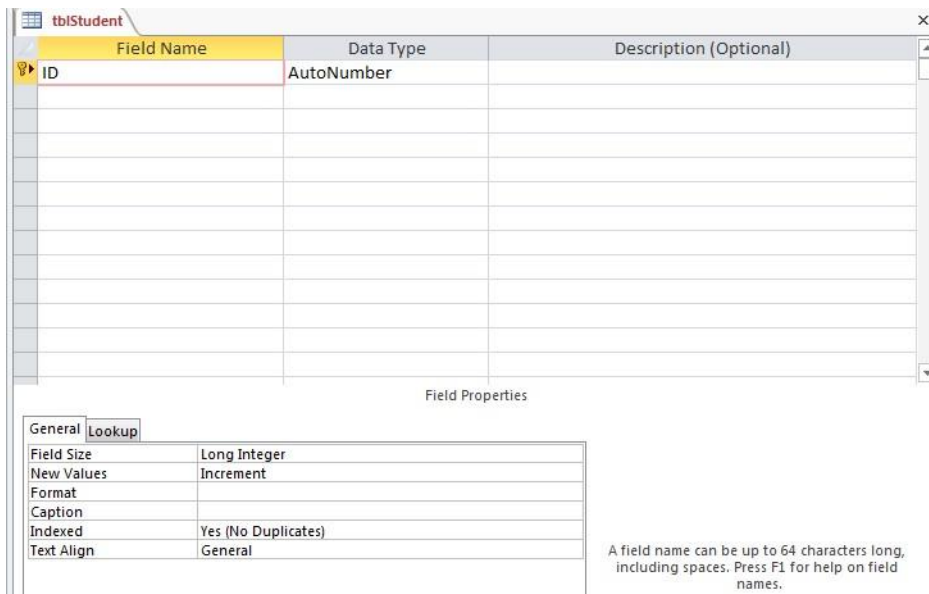 tblStudent
Field Name Data Type Description (Optional)
ID AutoNumber
Field Properties
General Lookup
Field Size Long Integer
New Values Increment
Format
Caption
Indexed Yes (No Duplicates)
Text Align General
A field name can be up to 64 characters long,
including spaces. Press F1 for help on field
names.